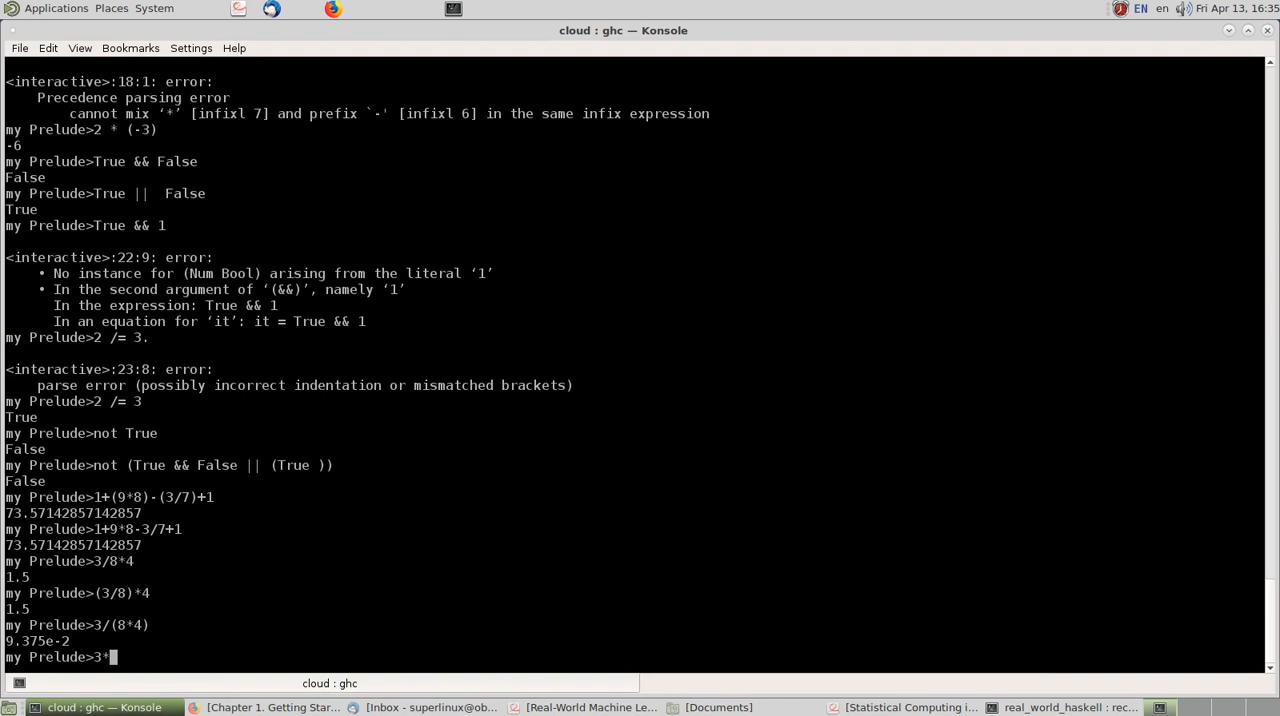 Applications Places System EN en Fri Apr 13, 16:35
cloud : ghc — Konsole
File Edit View Bookmarks Settings Help
<interactive>:18:1: error:
Precedence parsing error
cannot mix ‘*’ [infixl 7] and prefix `-' [infixl 6] in the same infix expression
my Prelude>2 * (-3)
-6
my Prelude>True && False
False
my Prelude>True ||  False
True
my Prelude>True && 1
<interactive>:22:9: error:
• No instance for (Num Bool) arising from the literal ‘1’
• In the second argument of ‘(&&)’, namely ‘1’
In the expression: True && 1
In an equation for ‘it’: it = True && 1
my Prelude>2 /= 3.
<interactive>:23:8: error:
parse error (possibly incorrect indentation or mismatched brackets)
my Prelude>2 /= 3
True
my Prelude>not True
False
my Prelude>not (True && False || (True ))
False
my Prelude>1+(9*8)-(3/7)+1
73.57142857142857
my Prelude>1+9*8-3/7+1
73.57142857142857
my Prelude>3/8*4
1.5
my Prelude>(3/8)*4
1.5
my Prelude>3/(8*4)
9.375e-2
my Prelude>3*
cloud : ghc
cloud : ghc — Konsole [Chapter 1. Getting Star... [Inbox - superlinux@ob... [Real-World Machine Le... [Documents] [Statistical Computing i... real_world_haskell : rec...